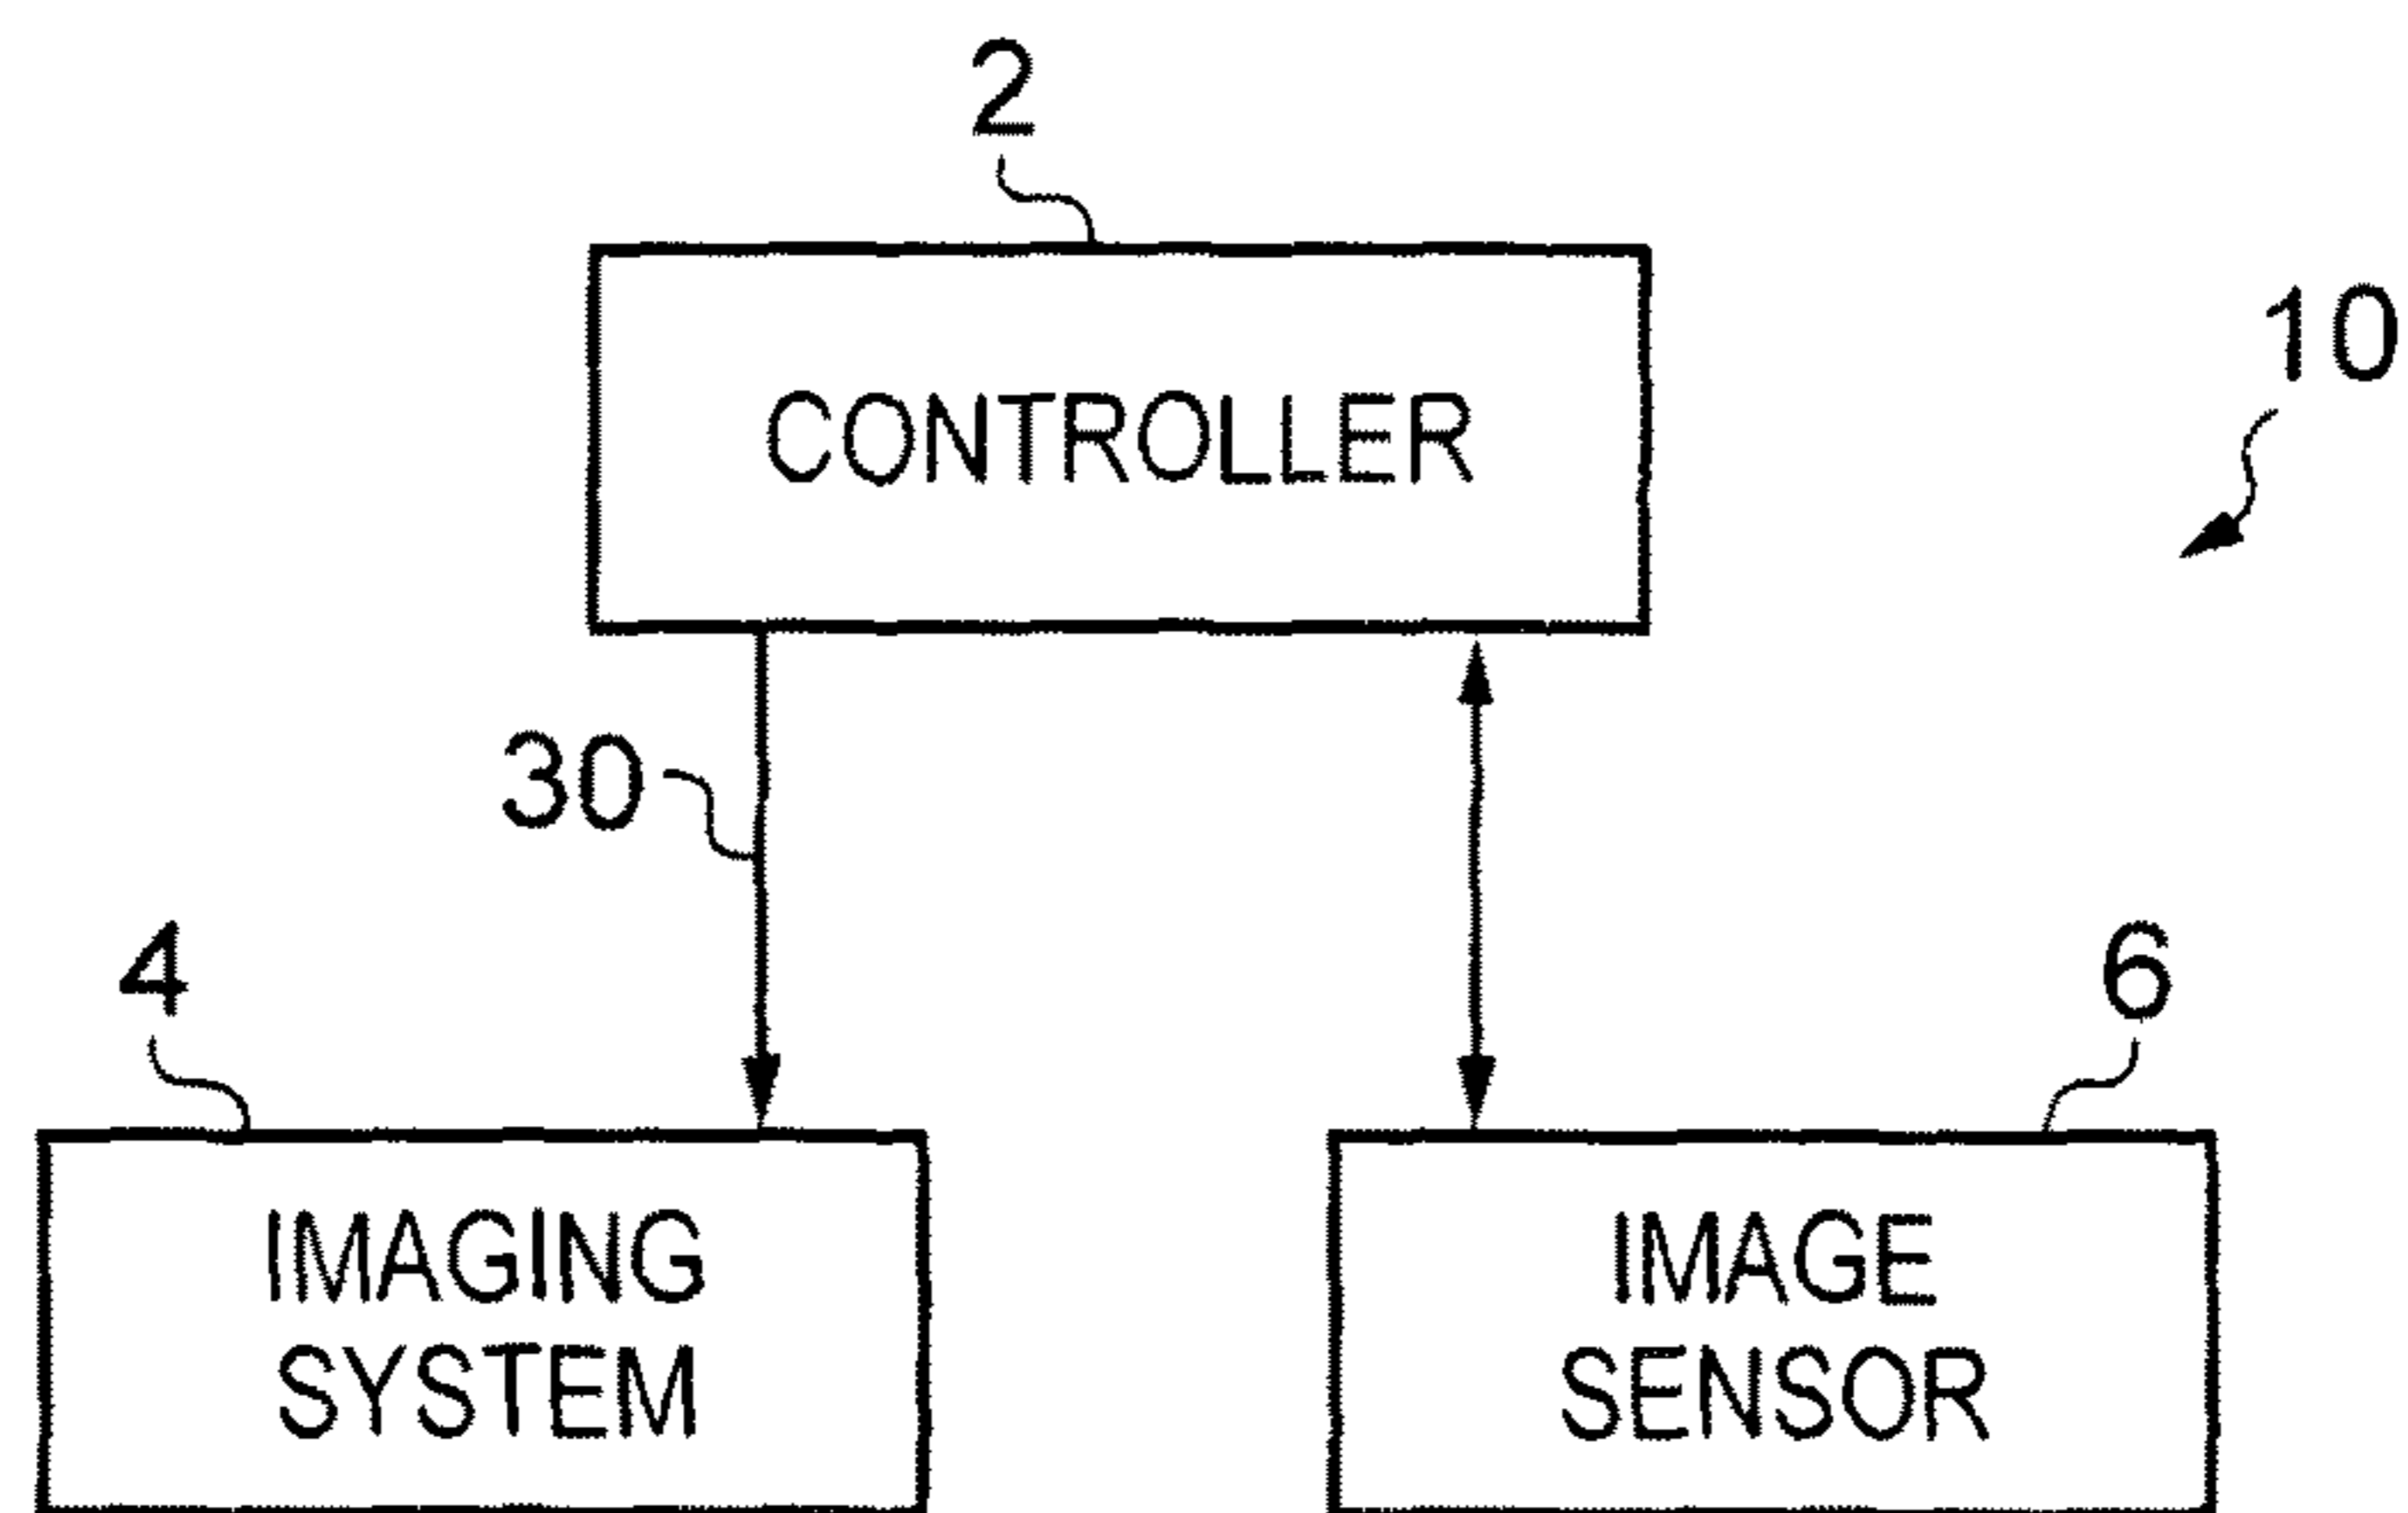 2
CONTROLLER
10
30
4
6
IMAGING
SYSTEM
IMAGE
SENSOR